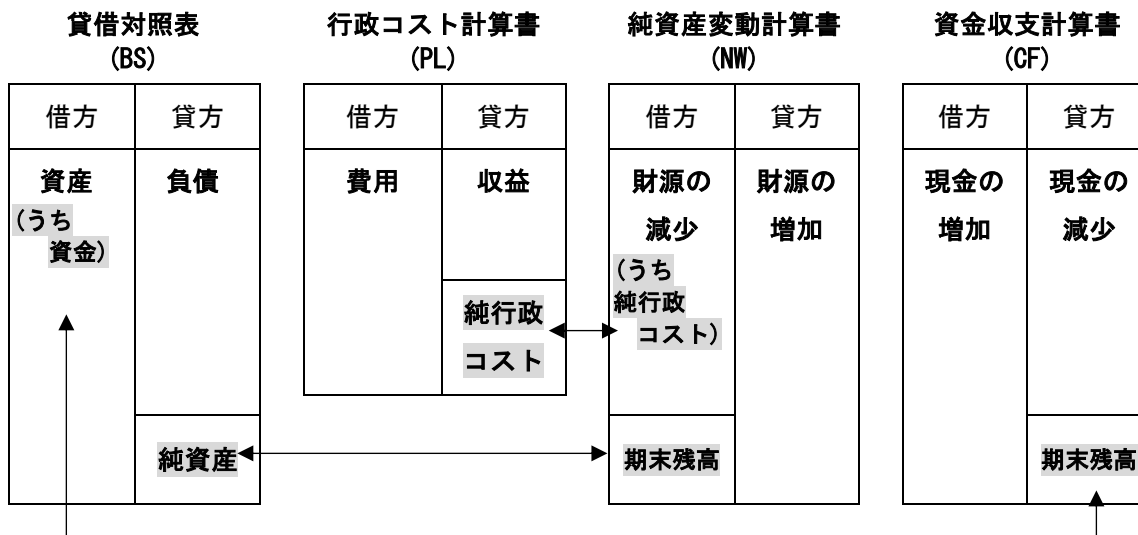 貸借対照表
(BS)
行政コスト計算書
(PL)
純資産変動計算書
(NW)
資金収支計算書
(CF)
借方
貸方
借方
貸方
借方
貸方
借方
貸方
資産
(うち
資金)
負債
純資産
費用
収益
純行政
コスト
財源の
減少
(うち
純行政
コスト)
期末残高
財源の
増加
現金の
増加
現金の
減少
期末残高